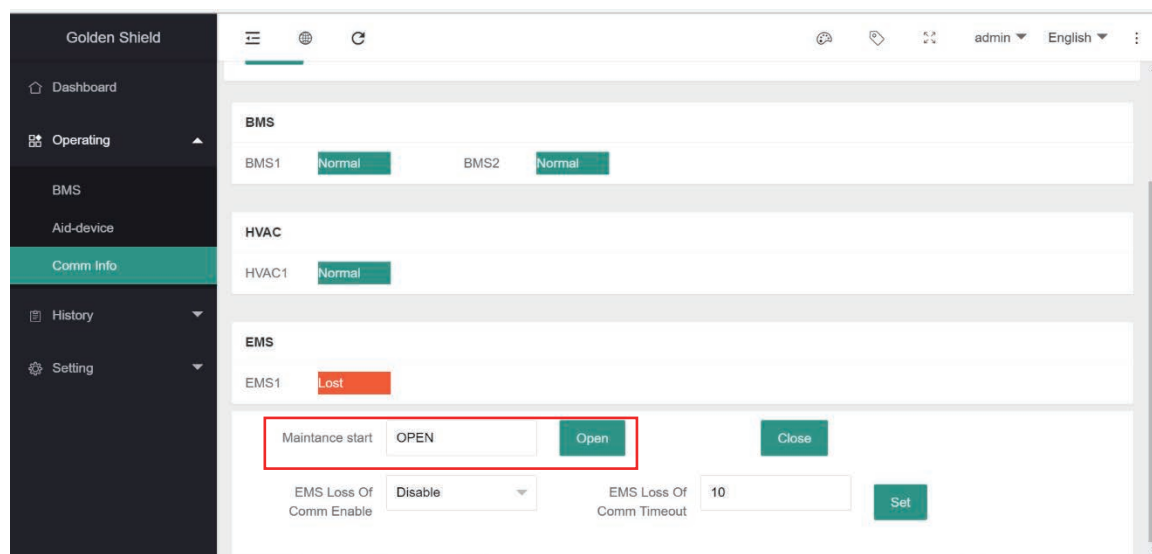 Golden Shield
admin
English
Dashboard
Operating
BMS
Aid-device
Comm Info
History
Setting
BMS
BMS1 Normal BMS2 Normal
HVAC
HVAC1 Normal
EMS
EMS1 Lost
Maintance start OPEN Open Close
EMS Loss Of
Comm Enable
Disable
EMS Loss Of
Comm Timeout
10
Set